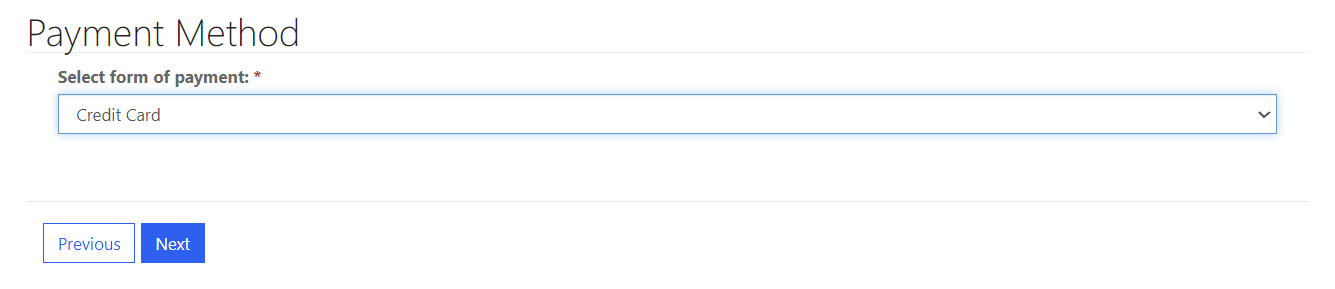 Payment Method
Select form of payment: *
Credit Card
Previous Next